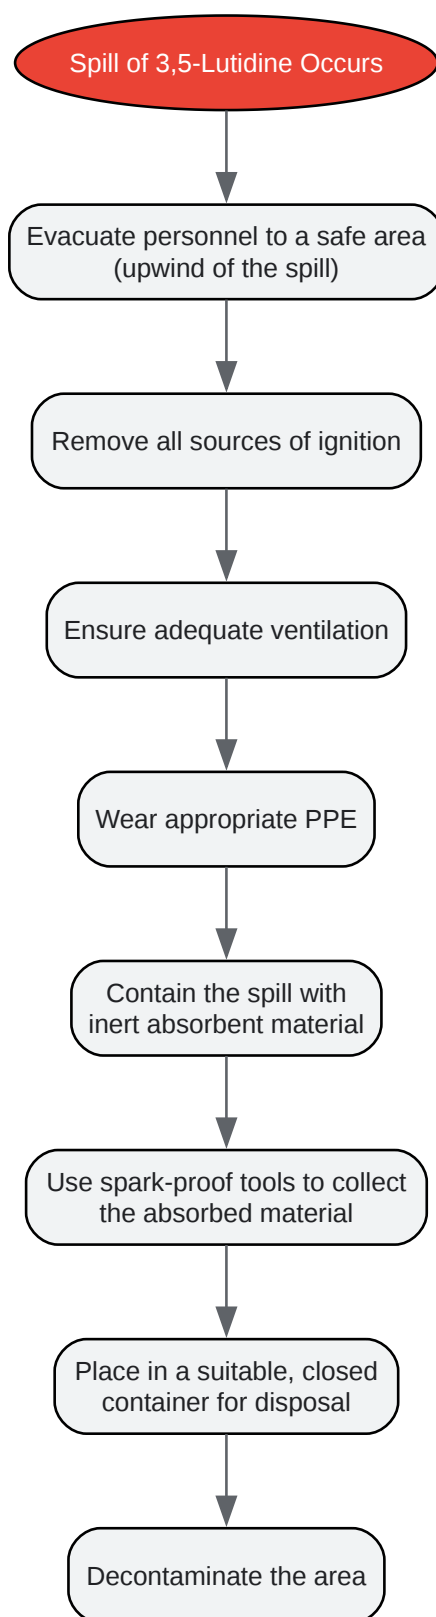 Spill of 3,5-Lutidine Occurs
Evacuate personnel to a safe area
(upwind of the spill)
Remove all sources of ignition
Ensure adequate ventilation
Wear appropriate PPE
Contain the spill with
inert absorbent material
Use spark-proof tools to collect
the absorbed material
Place in a suitable, closed
container for disposal
Decontaminate the area